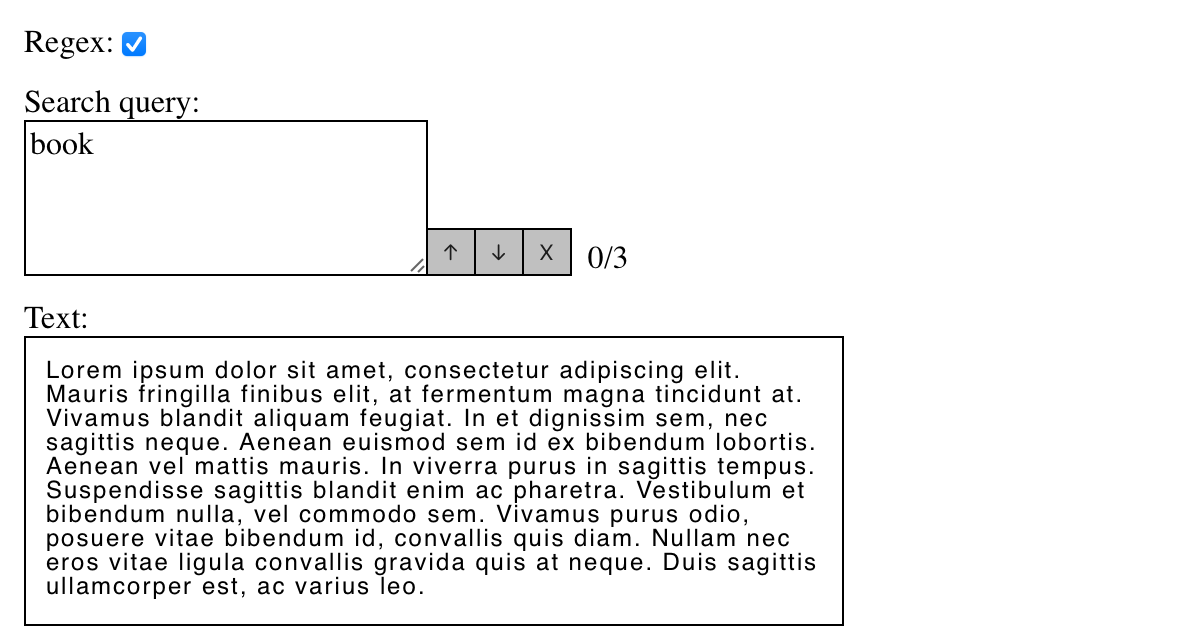 Regex:
Search query:
book
↑ ↓ X 0/3
Text:
Lorem ipsum dolor sit amet, consectetur adipiscing elit.
Mauris fringilla finibus elit, at fermentum magna tincidunt at.
Vivamus blandit aliquam feugiat. In et dignissim sem, nec
sagittis neque. Aenean euismod sem id ex bibendum lobortis.
Aenean vel mattis mauris. In viverra purus in sagittis tempus.
Suspendisse sagittis blandit enim ac pharetra. Vestibulum et
bibendum nulla, vel commodo sem. Vivamus purus odio,
posuere vitae bibendum id, convallis quis diam. Nullam nec
eros vitae ligula convallis gravida quis at neque. Duis sagittis
ullamcorper est, ac varius leo.